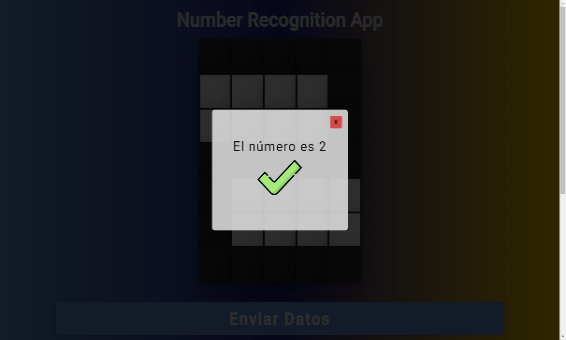 Number Recognition App
x
El número es 2
Enviar Datos